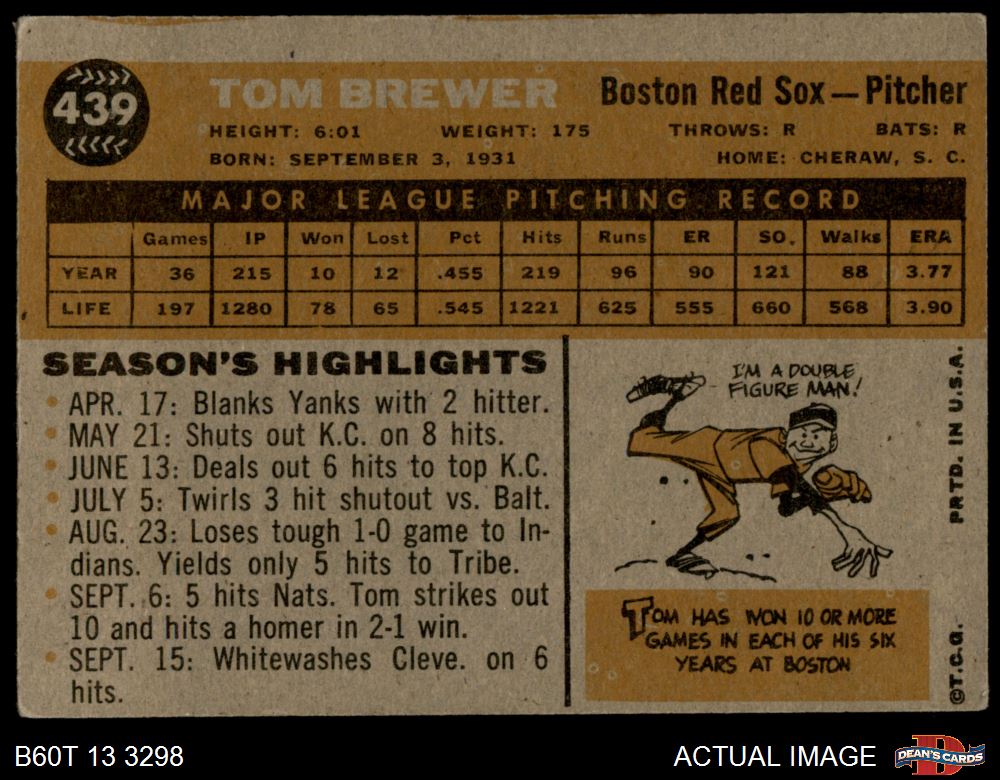 439
TOM BREWER
Boston Red Sox—Pitcher
HEIGHT: 6:01 WEIGHT: 175 THROWS: R BATS: R
BORN: SEPTEMBER 3, 1931 HOME: CHERAW, S. C.
MAJOR LEAGUE PITCHING RECORD
Games IP Won Lost Pct Hits Runs ER SO. Walks ERA
YEAR 36 215 10 12 .455 219 96 90 121 88 3.77
LIFE 197 1280 78 65 .545 1221 625 555 660 568 3.90
SEASON'S HIGHLIGHTS
• APR. 17: Blanks Yanks with 2 hitter.
• MAY 21: Shuts out K.C. on 8 hits.
• JUNE 13: Deals out 6 hits to top K.C.
• JULY 5: Twirls 3 hit shutout vs. Balt.
• AUG. 23: Loses tough 1-0 game to In-
dians. Yields only 5 hits to Tribe.
• SEPT. 6: 5 hits Nats. Tom strikes out
10 and hits a homer in 2-1 win.
• SEPT. 15: Whitewashes Cleve. on 6
hits.
I'M A DOUBLE
FIGURE MAN!
TOM HAS WON 10 OR MORE
GAMES IN EACH OF HIS SIX
YEARS AT BOSTON
©T.C.G. PRTD. IN U.S.A.
B60T 13 3298
ACTUAL IMAGE
DEAN'S CARDS